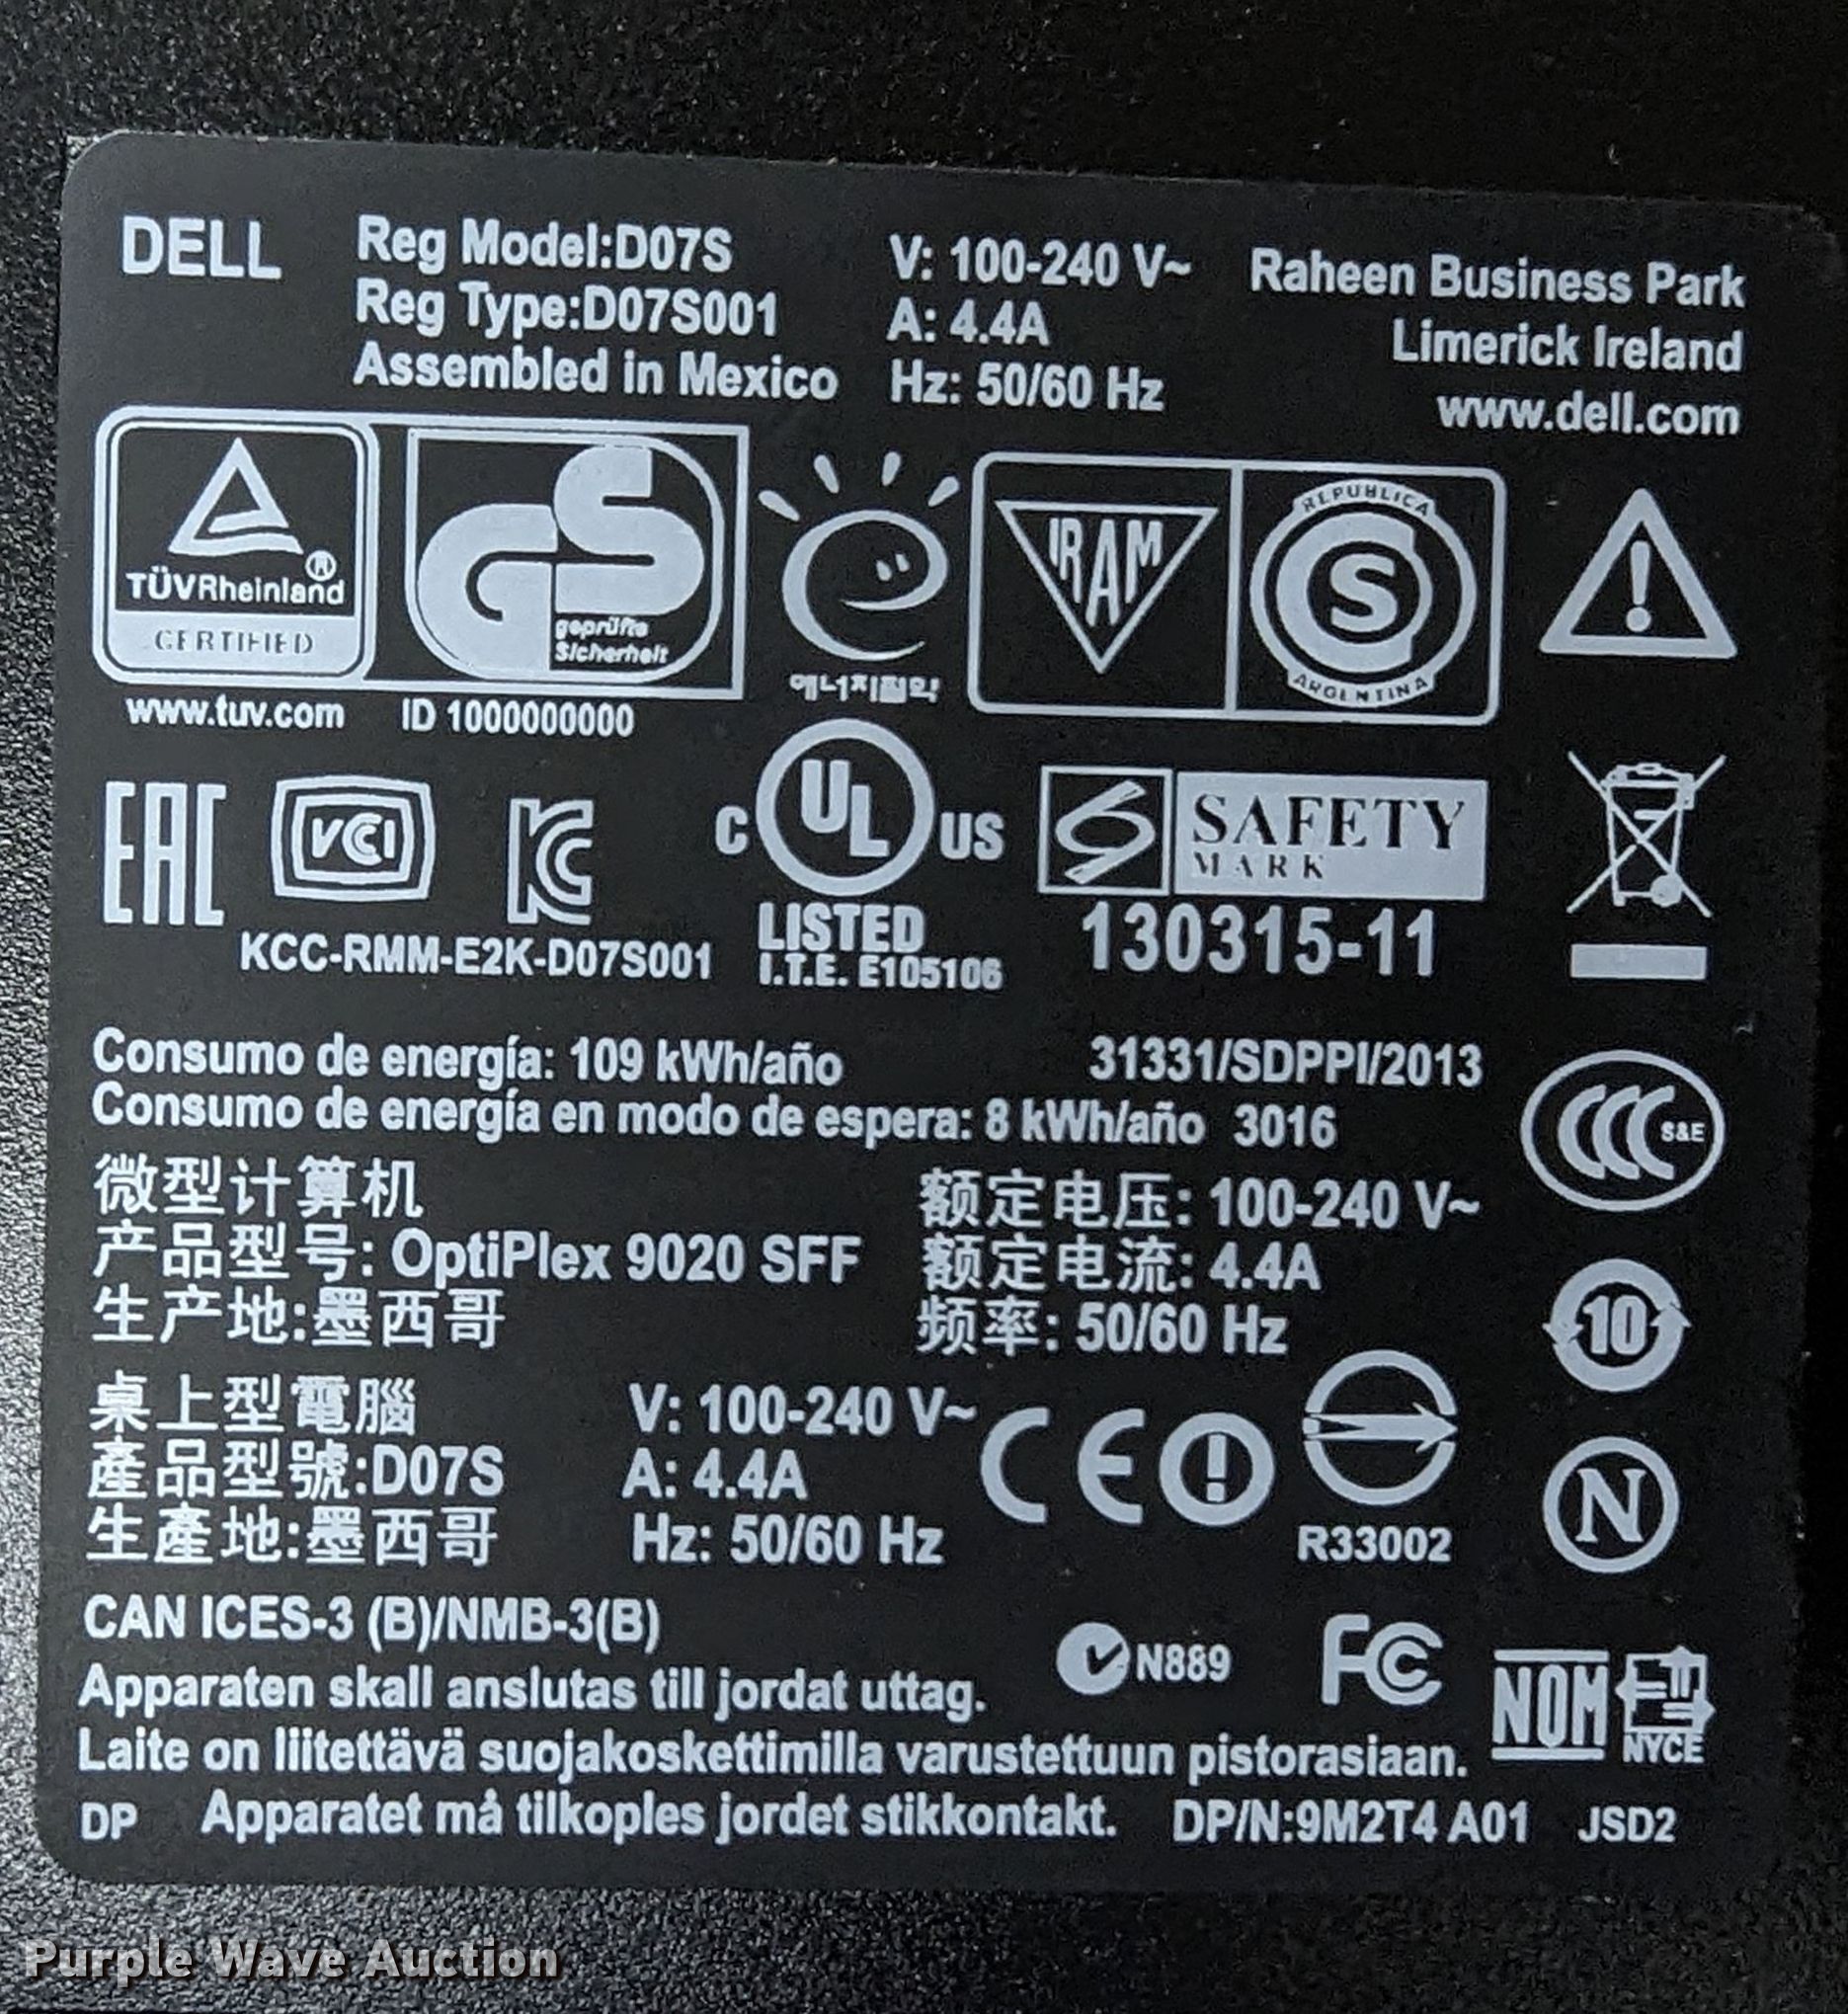 DELL
Reg Model:D07S
Reg Type:D07S001
Assembled in Mexico
V: 100-240 V~
A: 4.4A
Hz: 50/60 Hz
Raheen Business Park
Limerick Ireland
www.dell.com
TÜVRheinland®
CERTIFIED
GS
geprüfte
Sicherheit
www.tuv.com
ID 1000000000
e
에너지절약
IRAM
REPUBLICA
S
ARGENTINA
EAC
VCI
KC
KCC-RMM-E2K-D07S001
C UL US
LISTED
I.T.E. E105106
SAFETY
MARK
130315-11
Consumo de energía: 109 kWh/año
31331/SDPPI/2013
Consumo de energía en modo de espera: 8 kWh/año 3016
CCC S&E
微型计算机
产品型号: OptiPlex 9020 SFF
生产地:墨西哥
额定电压: 100-240 V~
额定电流: 4.4A
频率: 50/60 Hz
10
桌上型電腦
產品型號:D07S
生產地:墨西哥
V: 100-240 V~
A: 4.4A
Hz: 50/60 Hz
CE
R33002
N
CAN ICES-3 (B)/NMB-3(B)
N889
FC
NOM
NYCE
Apparaten skall anslutas till jordat uttag.
Laite on liitettävä suojakoskettimilla varustettuun pistorasiaan.
DP Apparatet må tilkoples jordet stikkontakt. DP/N:9M2T4 A01 JSD2
Purple Wave Auction